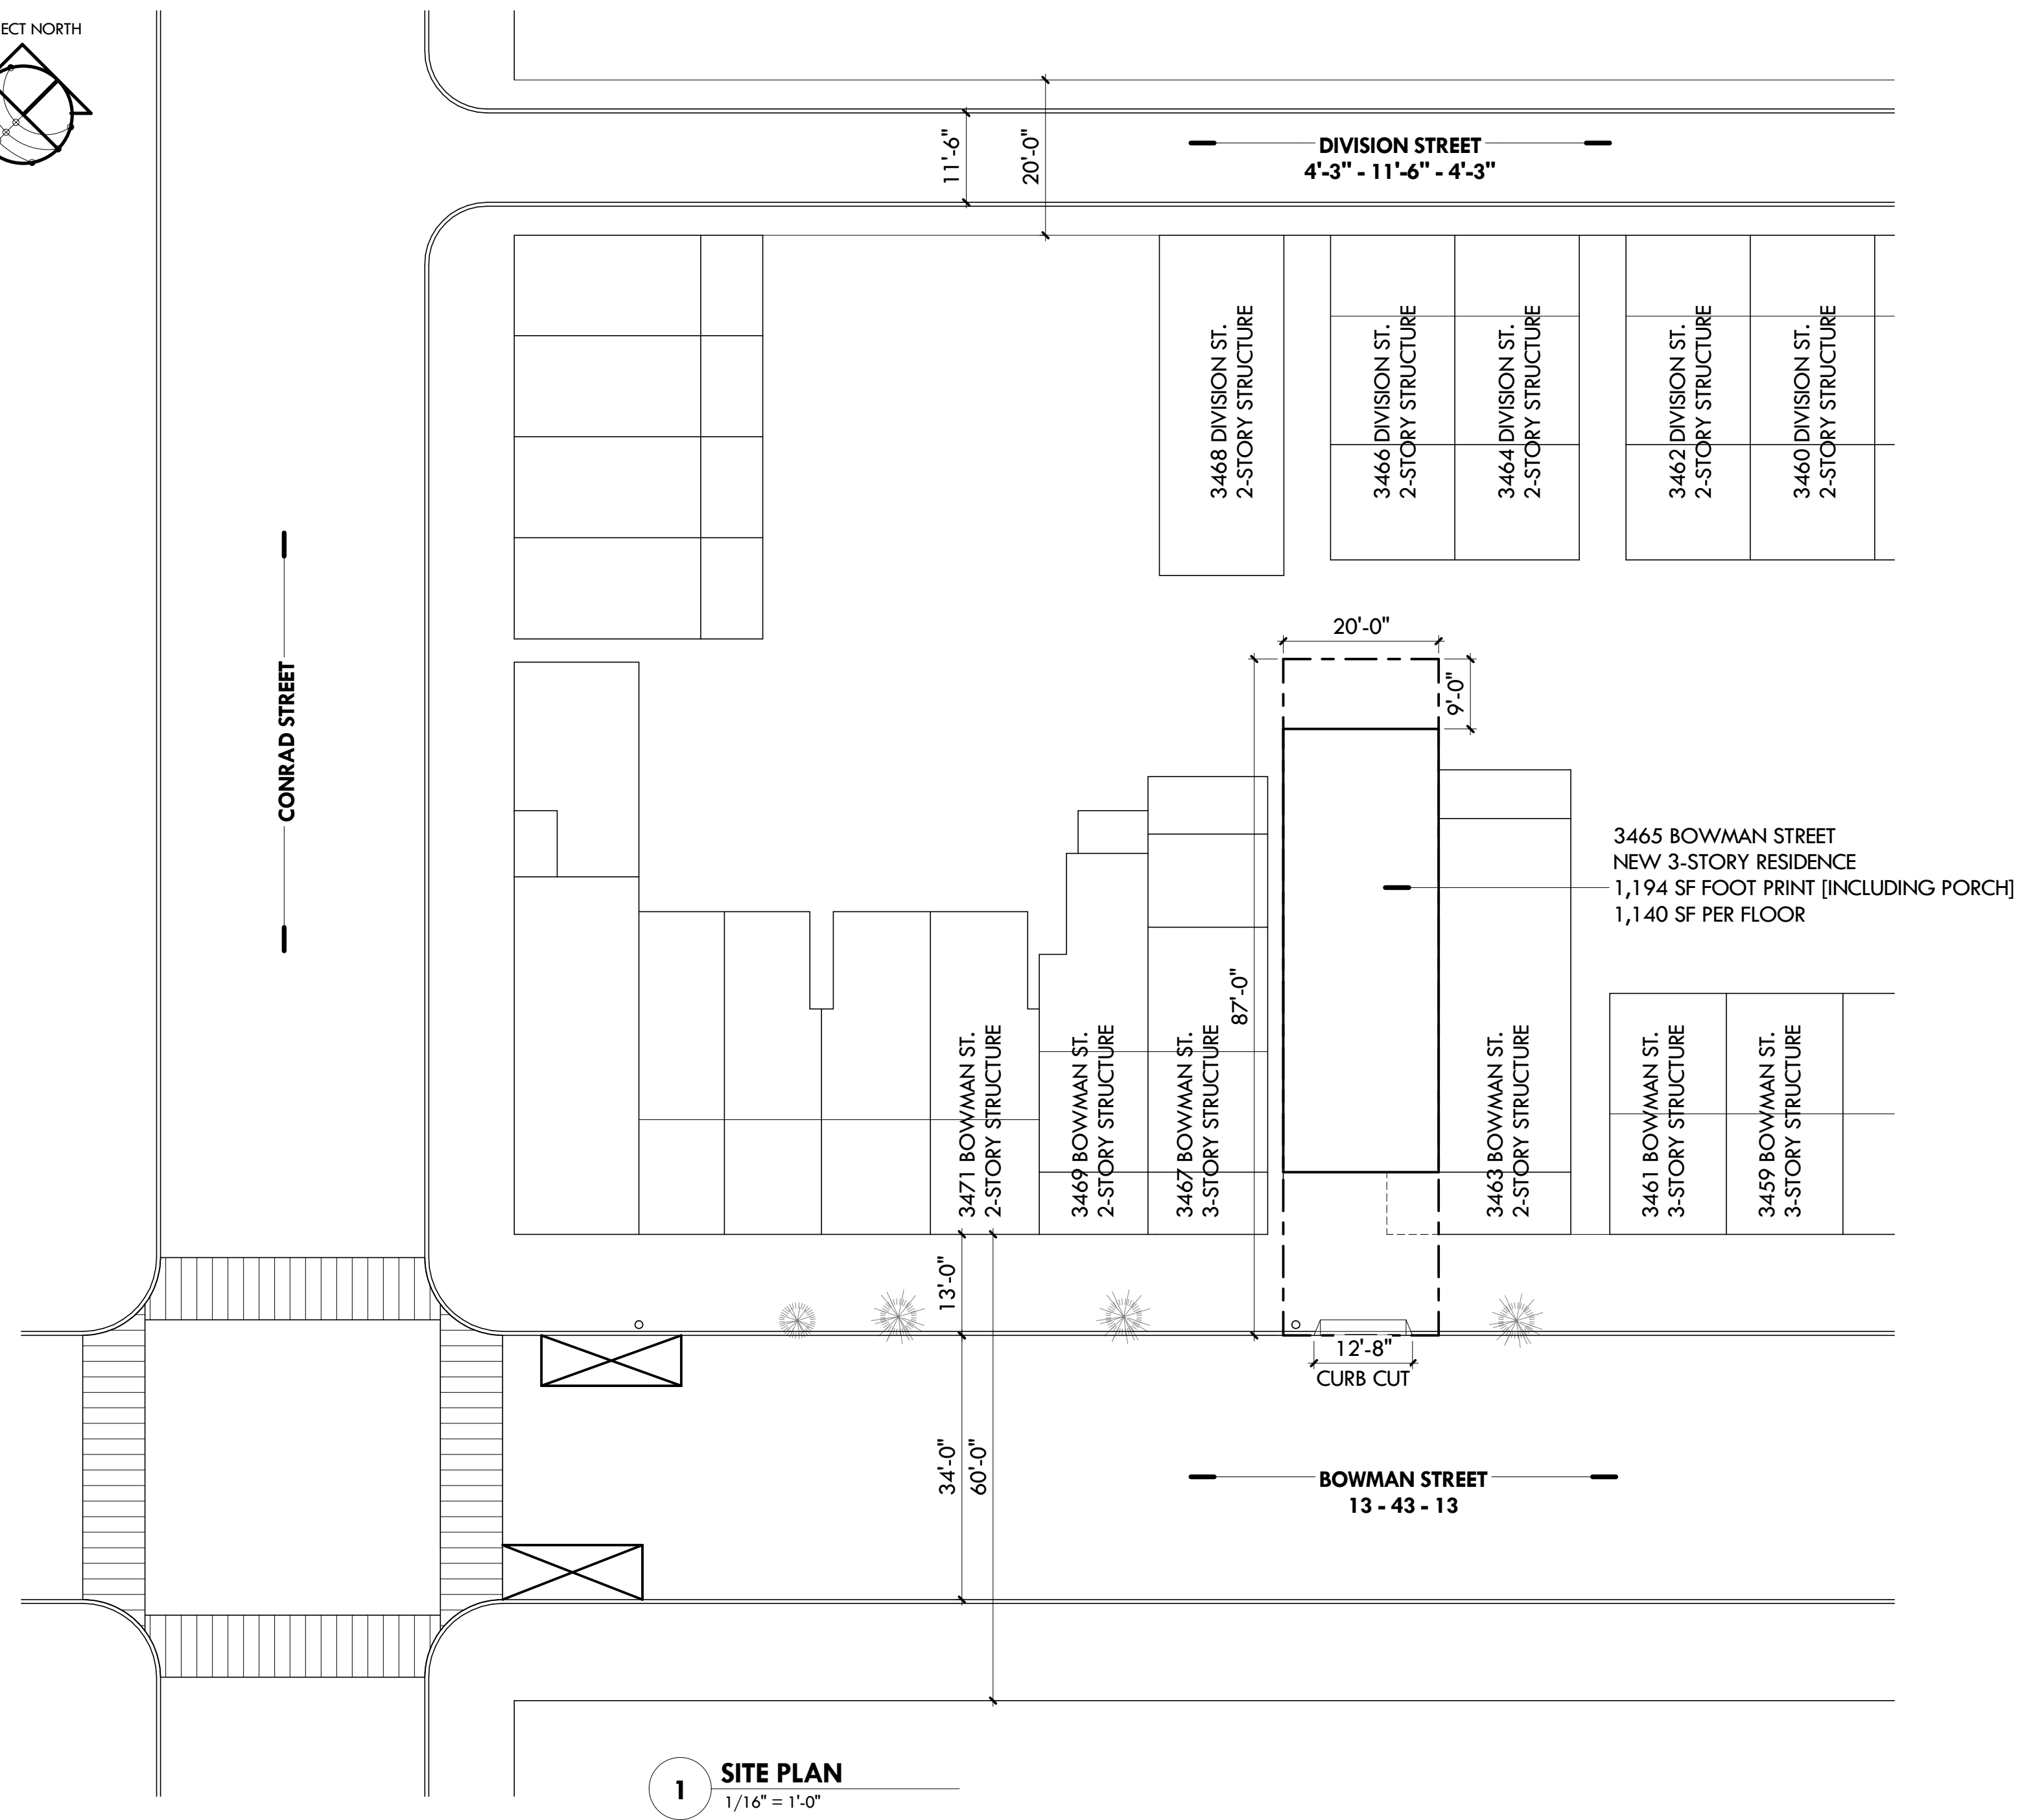 ECT NORTH
11'-6"
20'-0"
DIVISION STREET
4'-3" - 11'-6" - 4'-3"
3468 DIVISION ST.
2-STORY STRUCTURE
3466 DIVISION ST.
2-STORY STRUCTURE
3464 DIVISION ST.
2-STORY STRUCTURE
3462 DIVISION ST.
2-STORY STRUCTURE
3460 DIVISION ST.
2-STORY STRUCTURE
CONRAD STREET
20'-0"
9'-0"
87'-0"
3465 BOWMAN STREET
NEW 3-STORY RESIDENCE
1,194 SF FOOT PRINT [INCLUDING PORCH]
1,140 SF PER FLOOR
3471 BOWMAN ST.
2-STORY STRUCTURE
3469 BOWMAN ST.
2-STORY STRUCTURE
3467 BOWMAN ST.
3-STORY STRUCTURE
3463 BOWMAN ST.
2-STORY STRUCTURE
3461 BOWMAN ST.
3-STORY STRUCTURE
3459 BOWMAN ST.
3-STORY STRUCTURE
13'-0"
12'-8"
CURB CUT
34'-0"
60'-0"
BOWMAN STREET
13 - 43 - 13
1
SITE PLAN
1/16" = 1'-0"